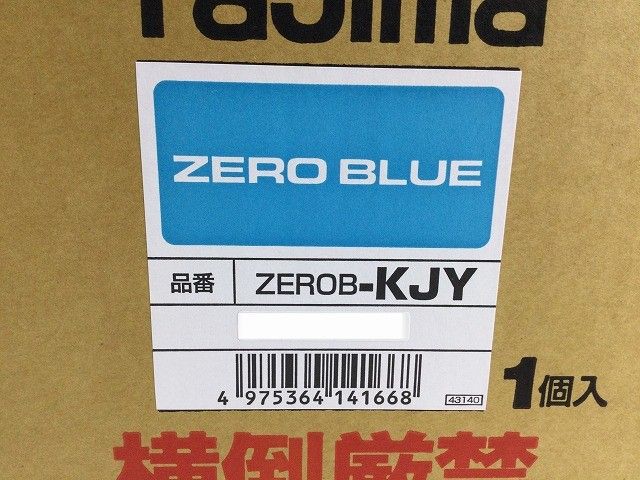 Tajima
ZERO BLUE
品番 ZEROB-KJY
4 975364 141668
43140
1個入
横倒厳禁